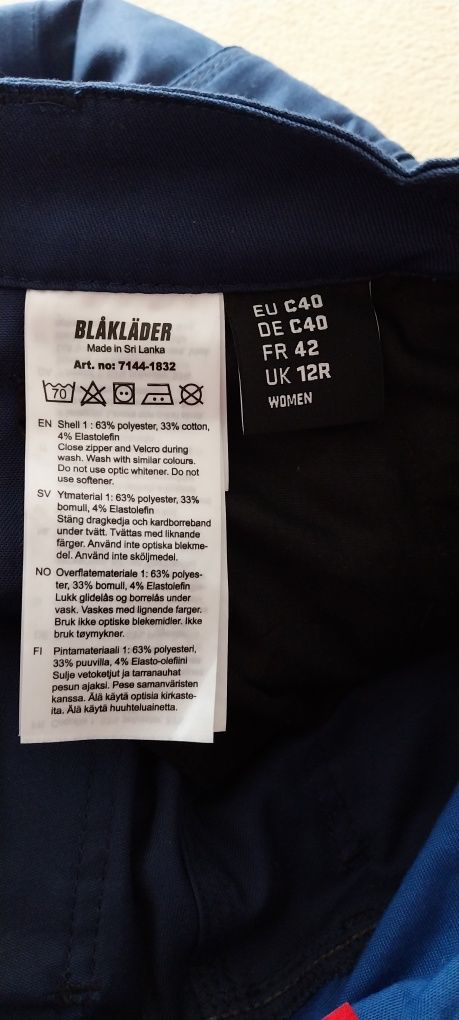 BLÅKLÄDER
Made in Sri Lanka
Art. no: 7144-1832
70
EN Shell 1 : 63% polyester, 33% cotton,
4% Elastolefin
Close zipper and Velcro during
wash. Wash with similar colours.
Do not use optic whitener. Do not
use softener.
SV Ytmaterial 1: 63% polyester, 33%
bomull, 4% Elastolefin
Stäng dragkedja och kardborreband
under tvätt. Tvättas med liknande
färger. Använd inte optiska blekme-
del. Använd inte sköljmedel.
NO Overflatemateriale 1: 63% polyes-
ter, 33% bomull, 4% Elastolefin
Lukk glidelås og borrelås under
vask. Vaskes med lignende farger.
Bruk ikke optiske blekemidler. Ikke
bruk tøymykner.
FI Pintamateriaali 1: 63% polyesteri,
33% puuvilla, 4% Elasto-olefiini
Sulje vetoketjut ja tarranauhat
pesun ajaksi. Pese samanväristen
kanssa. Älä käytä optisia kirkaste-
ita. Älä käytä huuhteluainetta.
EU C40
DE C40
FR 42
UK 12R
WOMEN